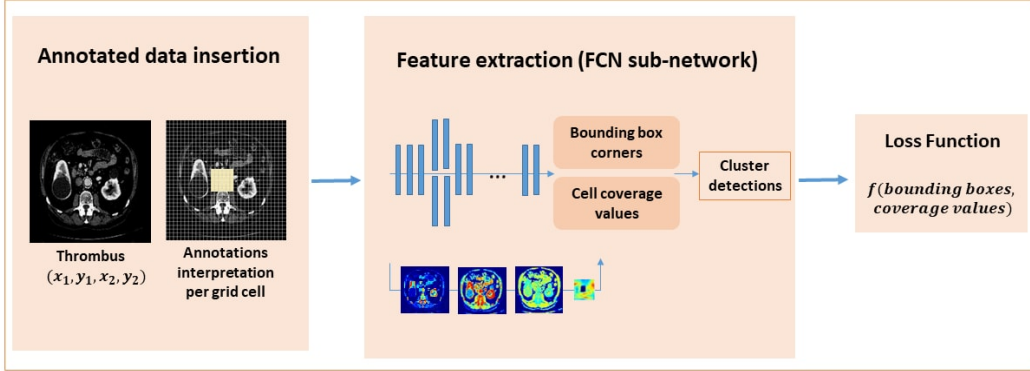 Annotated data insertion
Thrombus
(x₁, y₁, x₂, y₂)
Annotations
interpretation
per grid cell
Feature extraction (FCN sub-network)
...
Bounding box
corners
Cell coverage
values
Cluster
detections
Loss Function
f(bounding boxes,
coverage values)